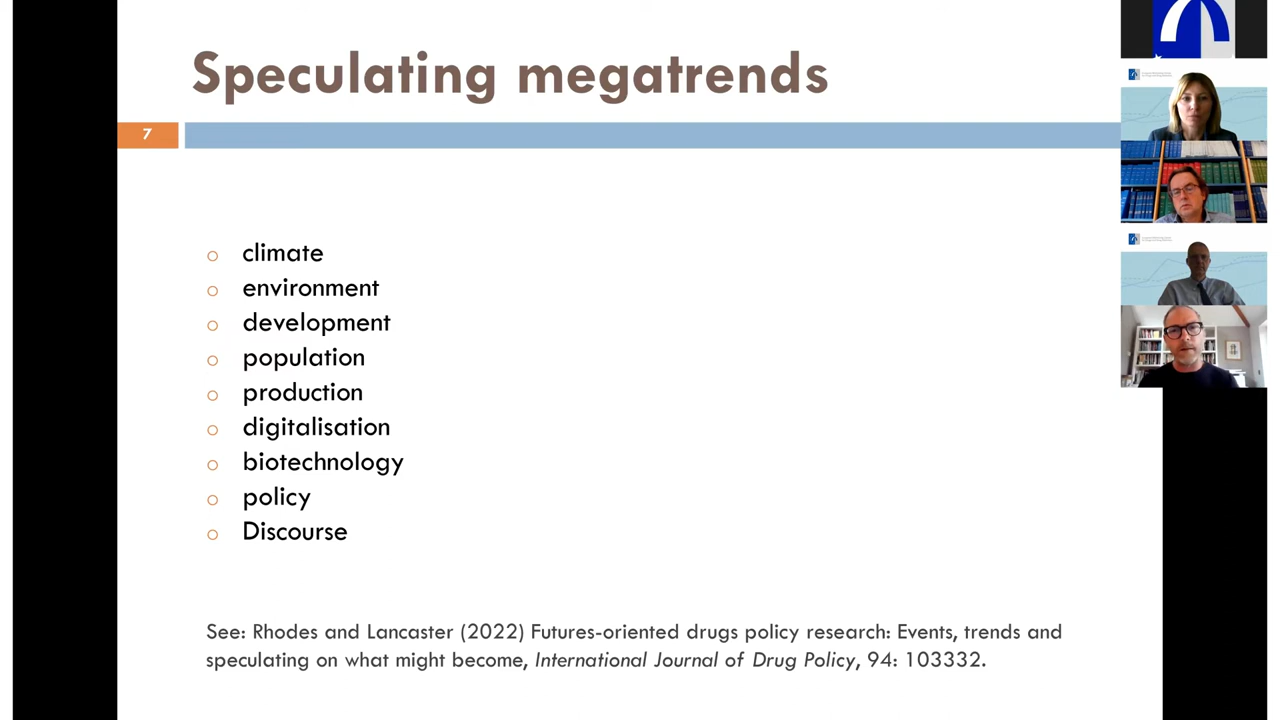 Speculating megatrends
7
climate
environment
development
population
production
digitalisation
biotechnology
policy
Discourse
See: Rhodes and Lancaster (2022) Futures-oriented drugs policy research: Events, trends and
speculating on what might become, International Journal of Drug Policy, 94: 103332.